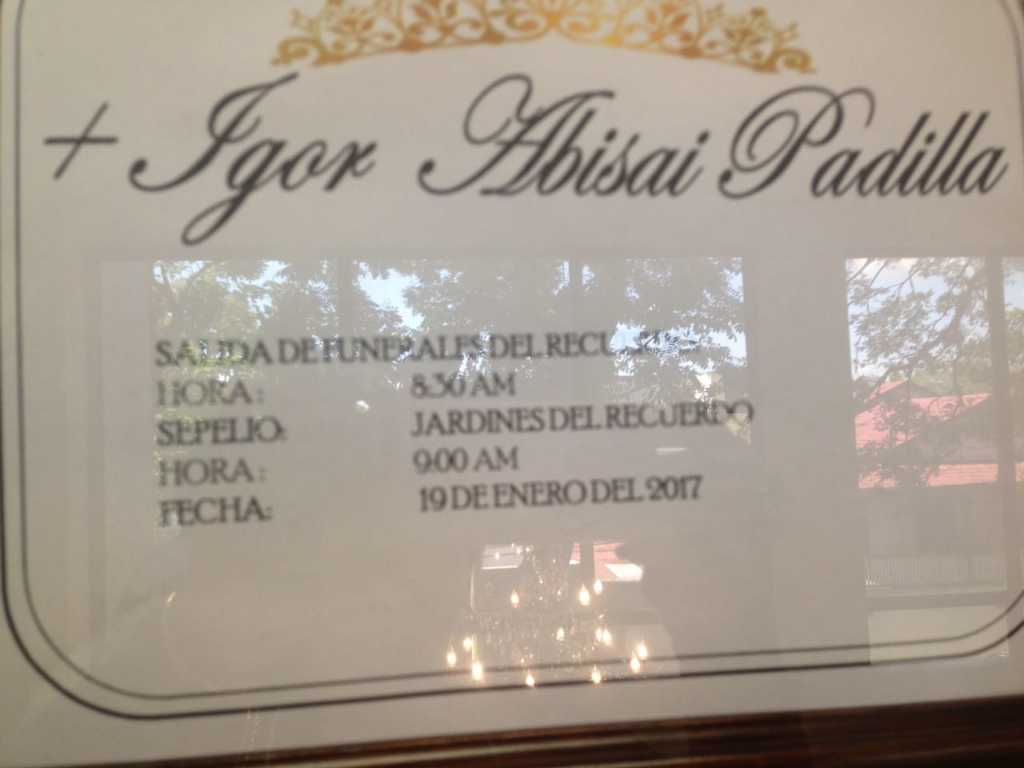 + Igor Abisai Padilla
SALIDA DE FUNERALES DEL RECUERDO
HORA: 8:30 AM
SEPELIO: JARDINES DEL RECUERDO
HORA: 9:00 AM
FECHA: 19 DE ENERO DEL 2017